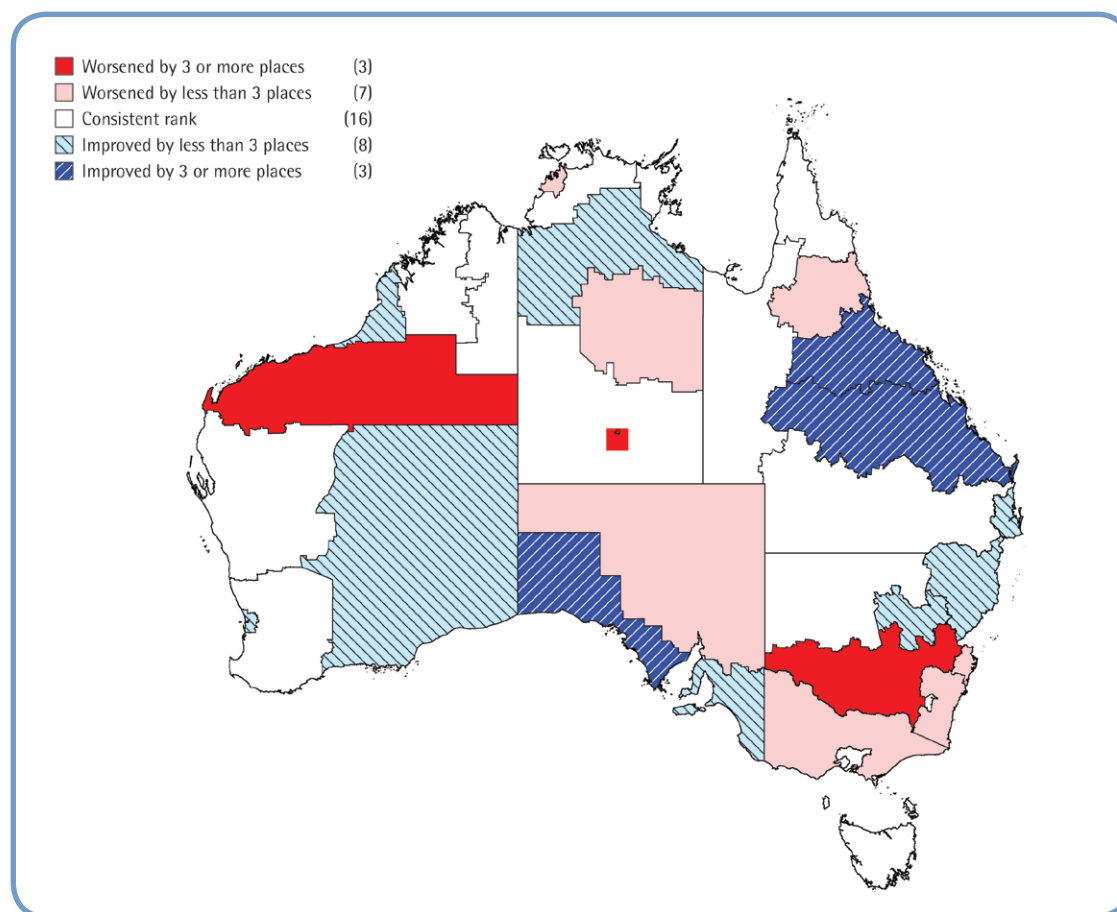 Worsened by 3 or more places (3)
Worsened by less than 3 places (7)
Consistent rank (16)
Improved by less than 3 places (8)
Improved by 3 or more places (3)